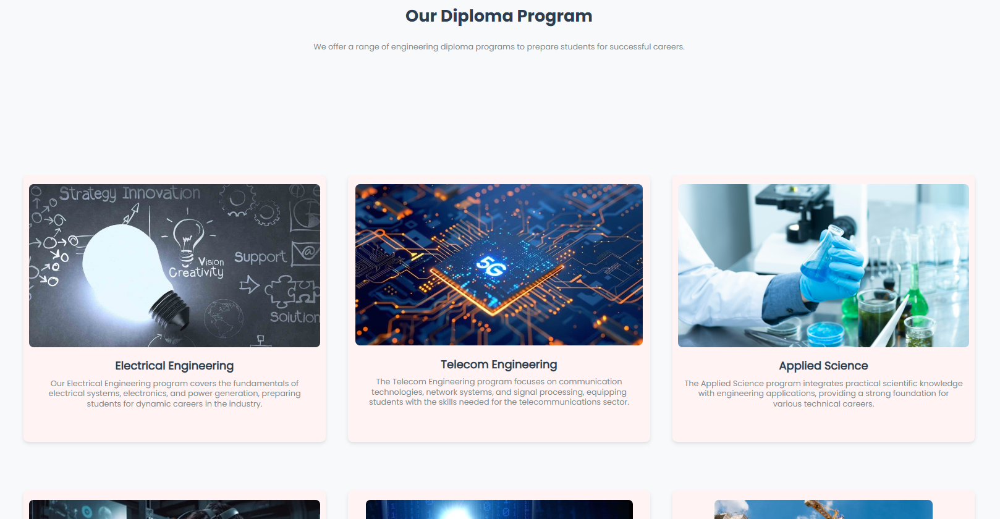 Our Diploma Program
We offer a range of engineering diploma programs to prepare students for successful careers.
Strategy Innovation
Vision
Creativity
Support
Solution
5G
Electrical Engineering
Our Electrical Engineering program covers the fundamentals of
electrical systems, electronics, and power generation, preparing
students for dynamic careers in the industry.
Telecom Engineering
The Telecom Engineering program focuses on communication
technologies, network systems, and signal processing, equipping
students with the skills needed for the telecommunications sector.
Applied Science
The Applied Science program integrates practical scientific knowledge
with engineering applications, providing a strong foundation for
various technical careers.